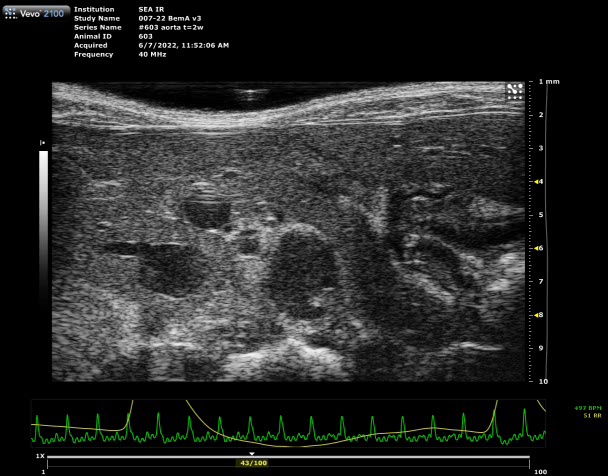 Vevo 2100
Institution SEA IR
Study Name 007-22 BemA v3
Series Name #603 aorta t=2w
Animal ID 603
Acquired 6/7/2022, 11:52:06 AM
Frequency 40 MHz
1 mm
2
3
4
5
6
7
8
9
10
492 BPM
51 RR
1X
43/100
1
100